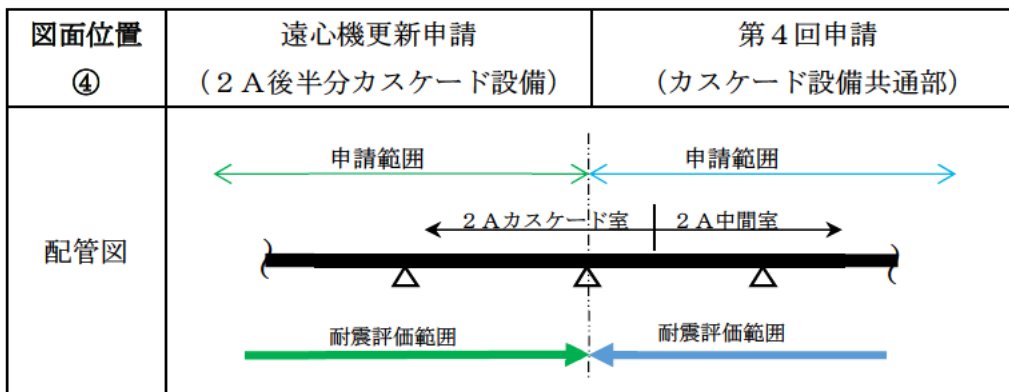 図面位置
④
遠心機更新申請
（２Ａ後半分カスケード設備）
第４回申請
（カスケード設備共通部）
配管図
申請範囲
申請範囲
２Ａカスケード室
２Ａ中間室
耐震評価範囲
耐震評価範囲